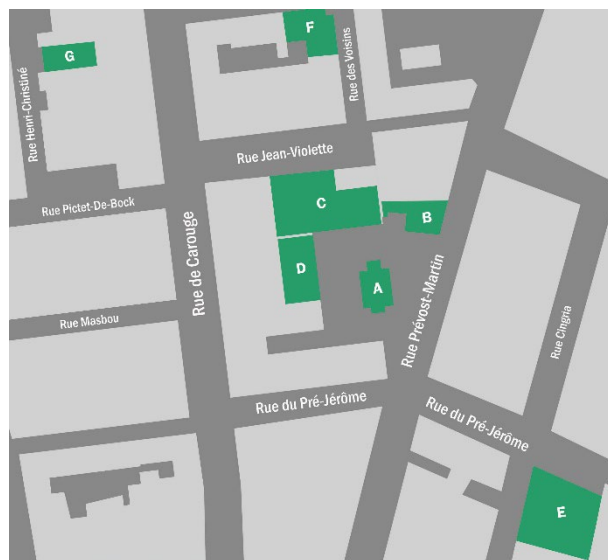 F
G
Rue des Voisins
Rue Henri-Christiné
Rue Jean-Violette
C
Rue Pictet-De-Bock
B
Rue de Carouge
D
A
Rue Prévost-Martin
Rue Masbou
Rue Cingria
Rue du Pré-Jérôme
Rue du Pré-Jérôme
E